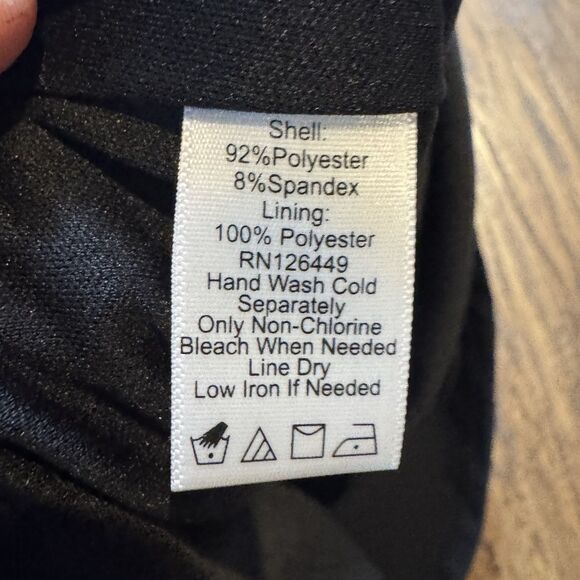 Shell:
92%Polyester
8%Spandex
Lining:
100% Polyester
RN126449
Hand Wash Cold
Separately
Only Non-Chlorine
Bleach When Needed
Line Dry
Low Iron If Needed